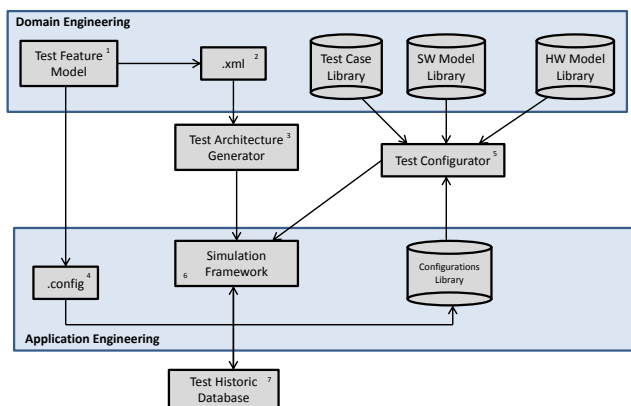 Domain Engineering
Test Feature 1
Model
.xml 2
Test Case
Library
SW Model
Library
HW Model
Library
Test Architecture 3
Generator
Test Configurator 5
.config 4
Simulation
Framework
6
Configurations
Library
Application Engineering
Test Historic 7
Database